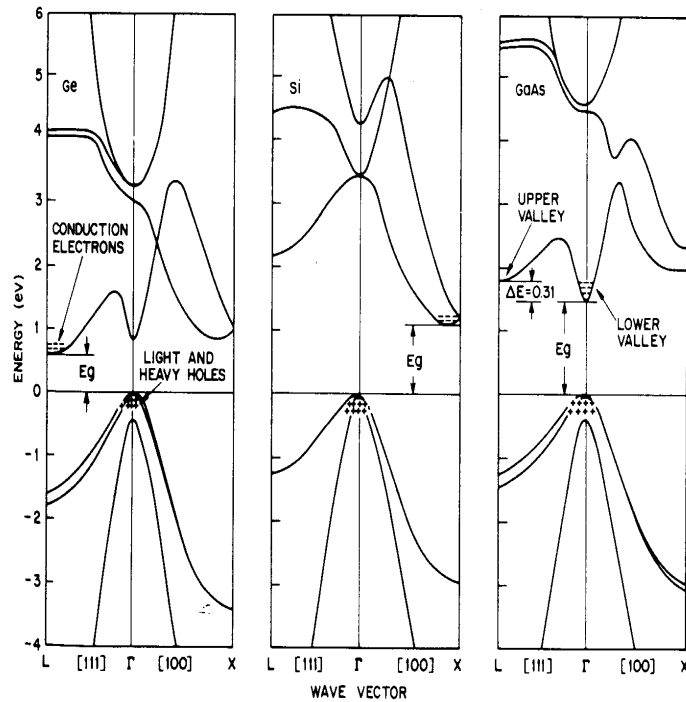 ENERGY (eV)
6
5
4
3
2
1
0
-1
-2
-3
-4
Ge
CONDUCTION
ELECTRONS
Eg
LIGHT AND
HEAVY HOLES
L [111] Γ [100] X
Si
Eg
L [111] Γ [100] X
GaAs
UPPER
VALLEY
ΔE=0.31
LOWER
VALLEY
Eg
L [111] Γ [100] X
WAVE VECTOR